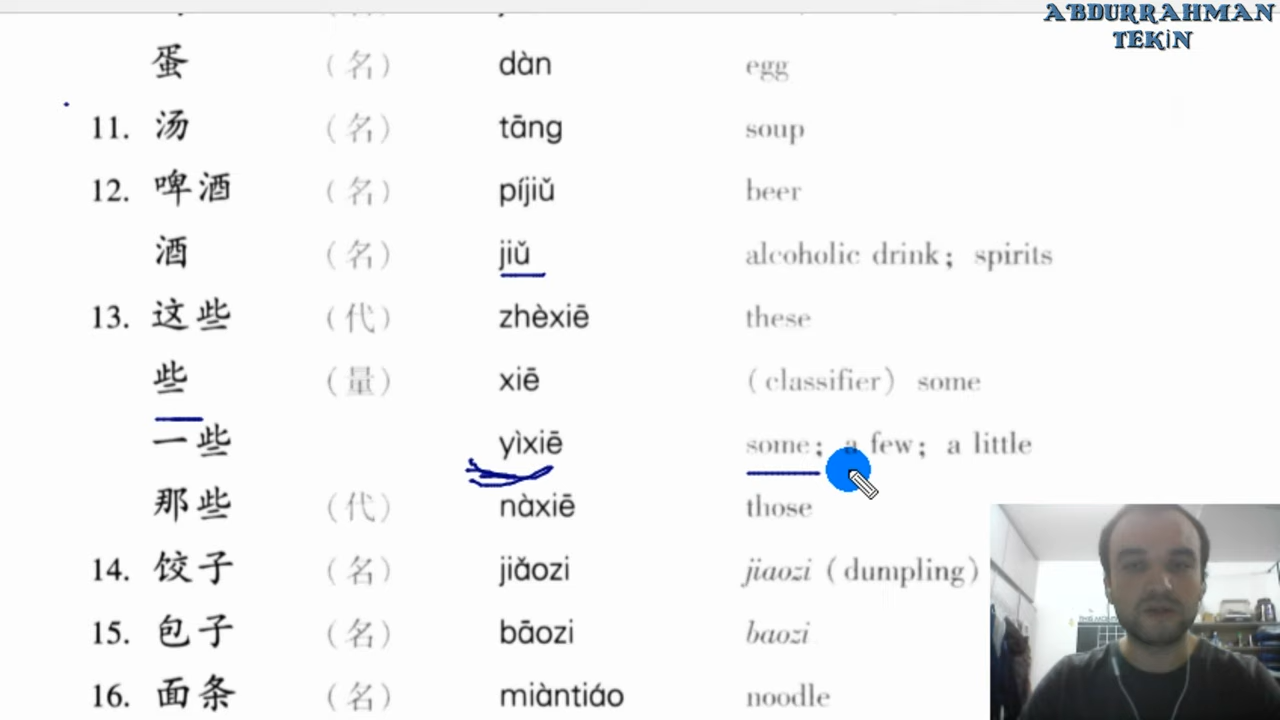 ABDURRAHMAN
TEKİN
蛋 （名） dàn egg
11. 汤 （名） tāng soup
12. 啤酒 （名） píjiǔ beer
酒 （名） jiǔ alcoholic drink；spirits
13. 这些 （代） zhèxiē these
些 （量） xiē （classifier）some
一些 yìxiē some；a few；a little
那些 （代） nàxiē those
14. 饺子 （名） jiǎozi jiaozi（dumpling）
15. 包子 （名） bāozi baozi
16. 面条 （名） miàntiáo noodle